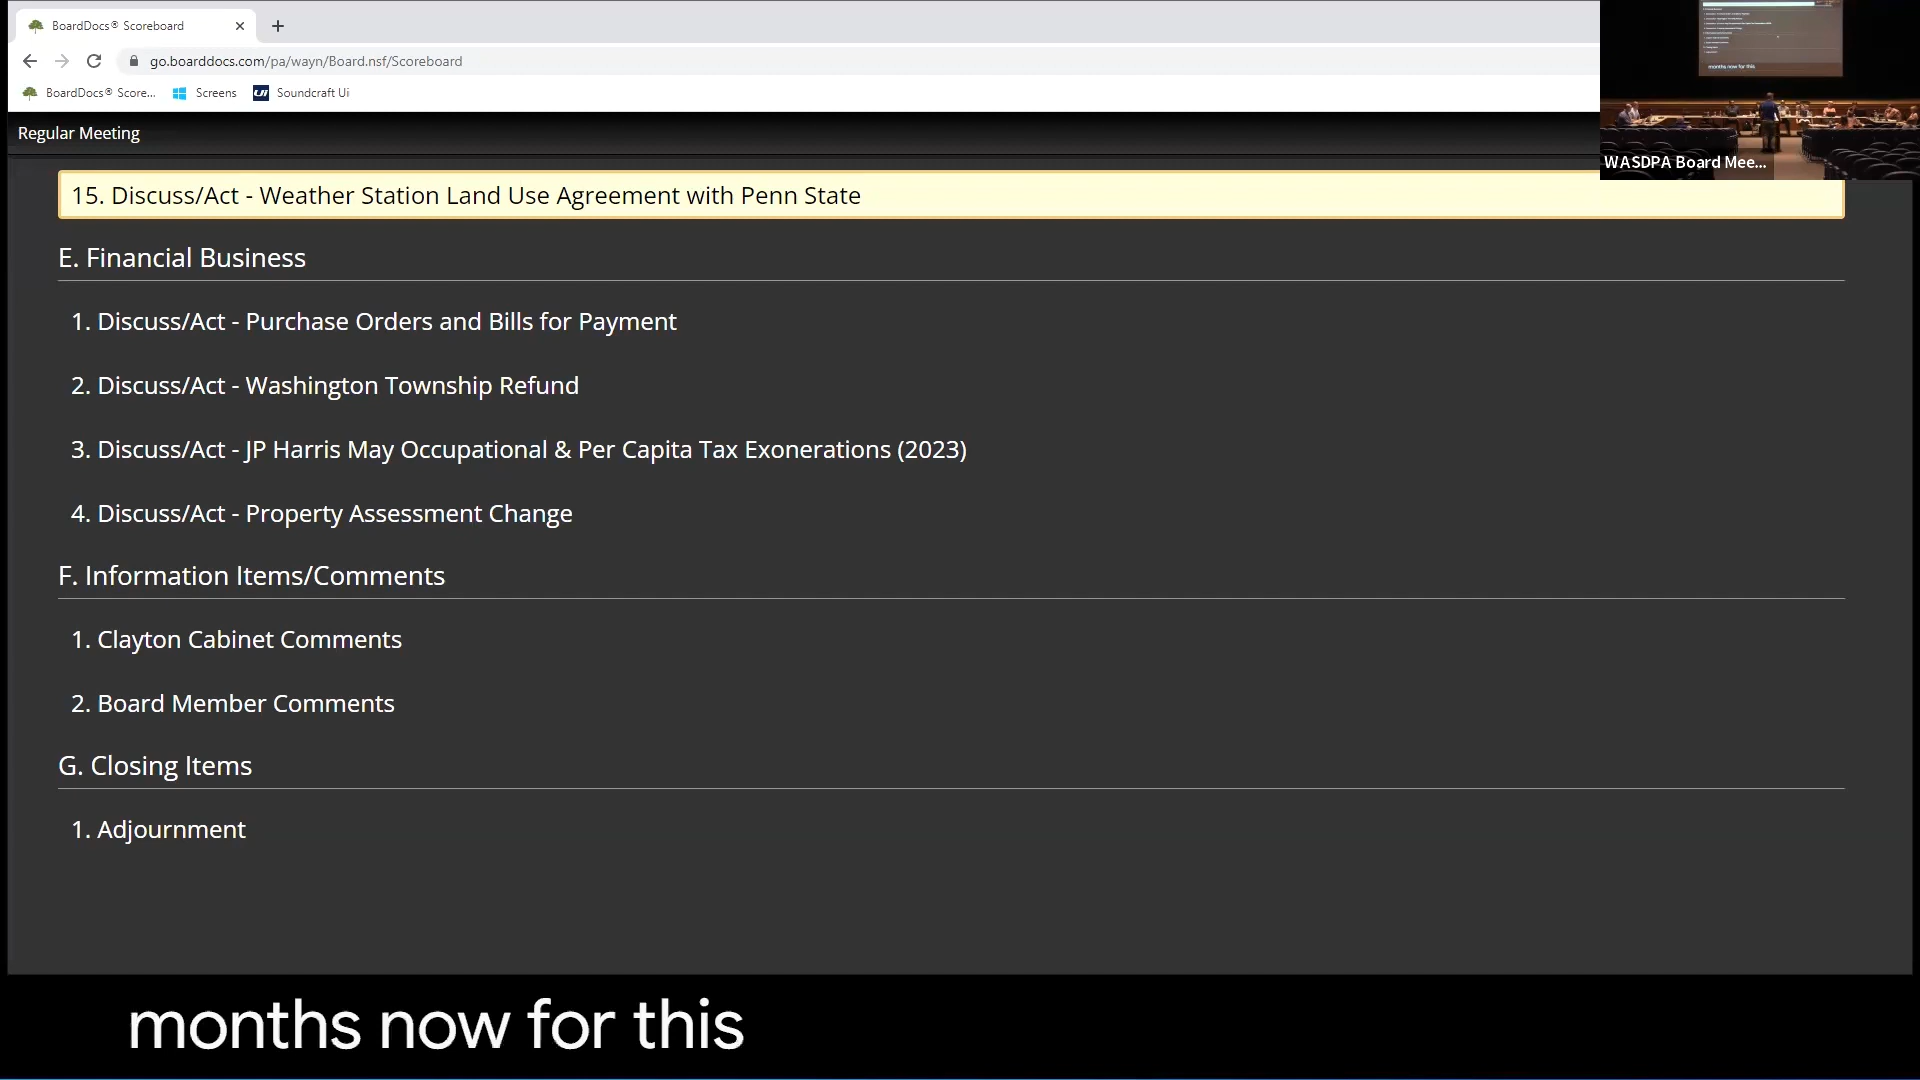 BoardDocs® Scoreboard
go.boarddocs.com/pa/wayn/Board.nsf/Scoreboard
BoardDocs® Score...
Screens
Soundcraft Ui
Regular Meeting
WASDPA Board Mee...
months now for this
15. Discuss/Act - Weather Station Land Use Agreement with Penn State
E. Financial Business
1. Discuss/Act - Purchase Orders and Bills for Payment
2. Discuss/Act - Washington Township Refund
3. Discuss/Act - JP Harris May Occupational & Per Capita Tax Exonerations (2023)
4. Discuss/Act - Property Assessment Change
F. Information Items/Comments
1. Clayton Cabinet Comments
2. Board Member Comments
G. Closing Items
1. Adjournment
months now for this